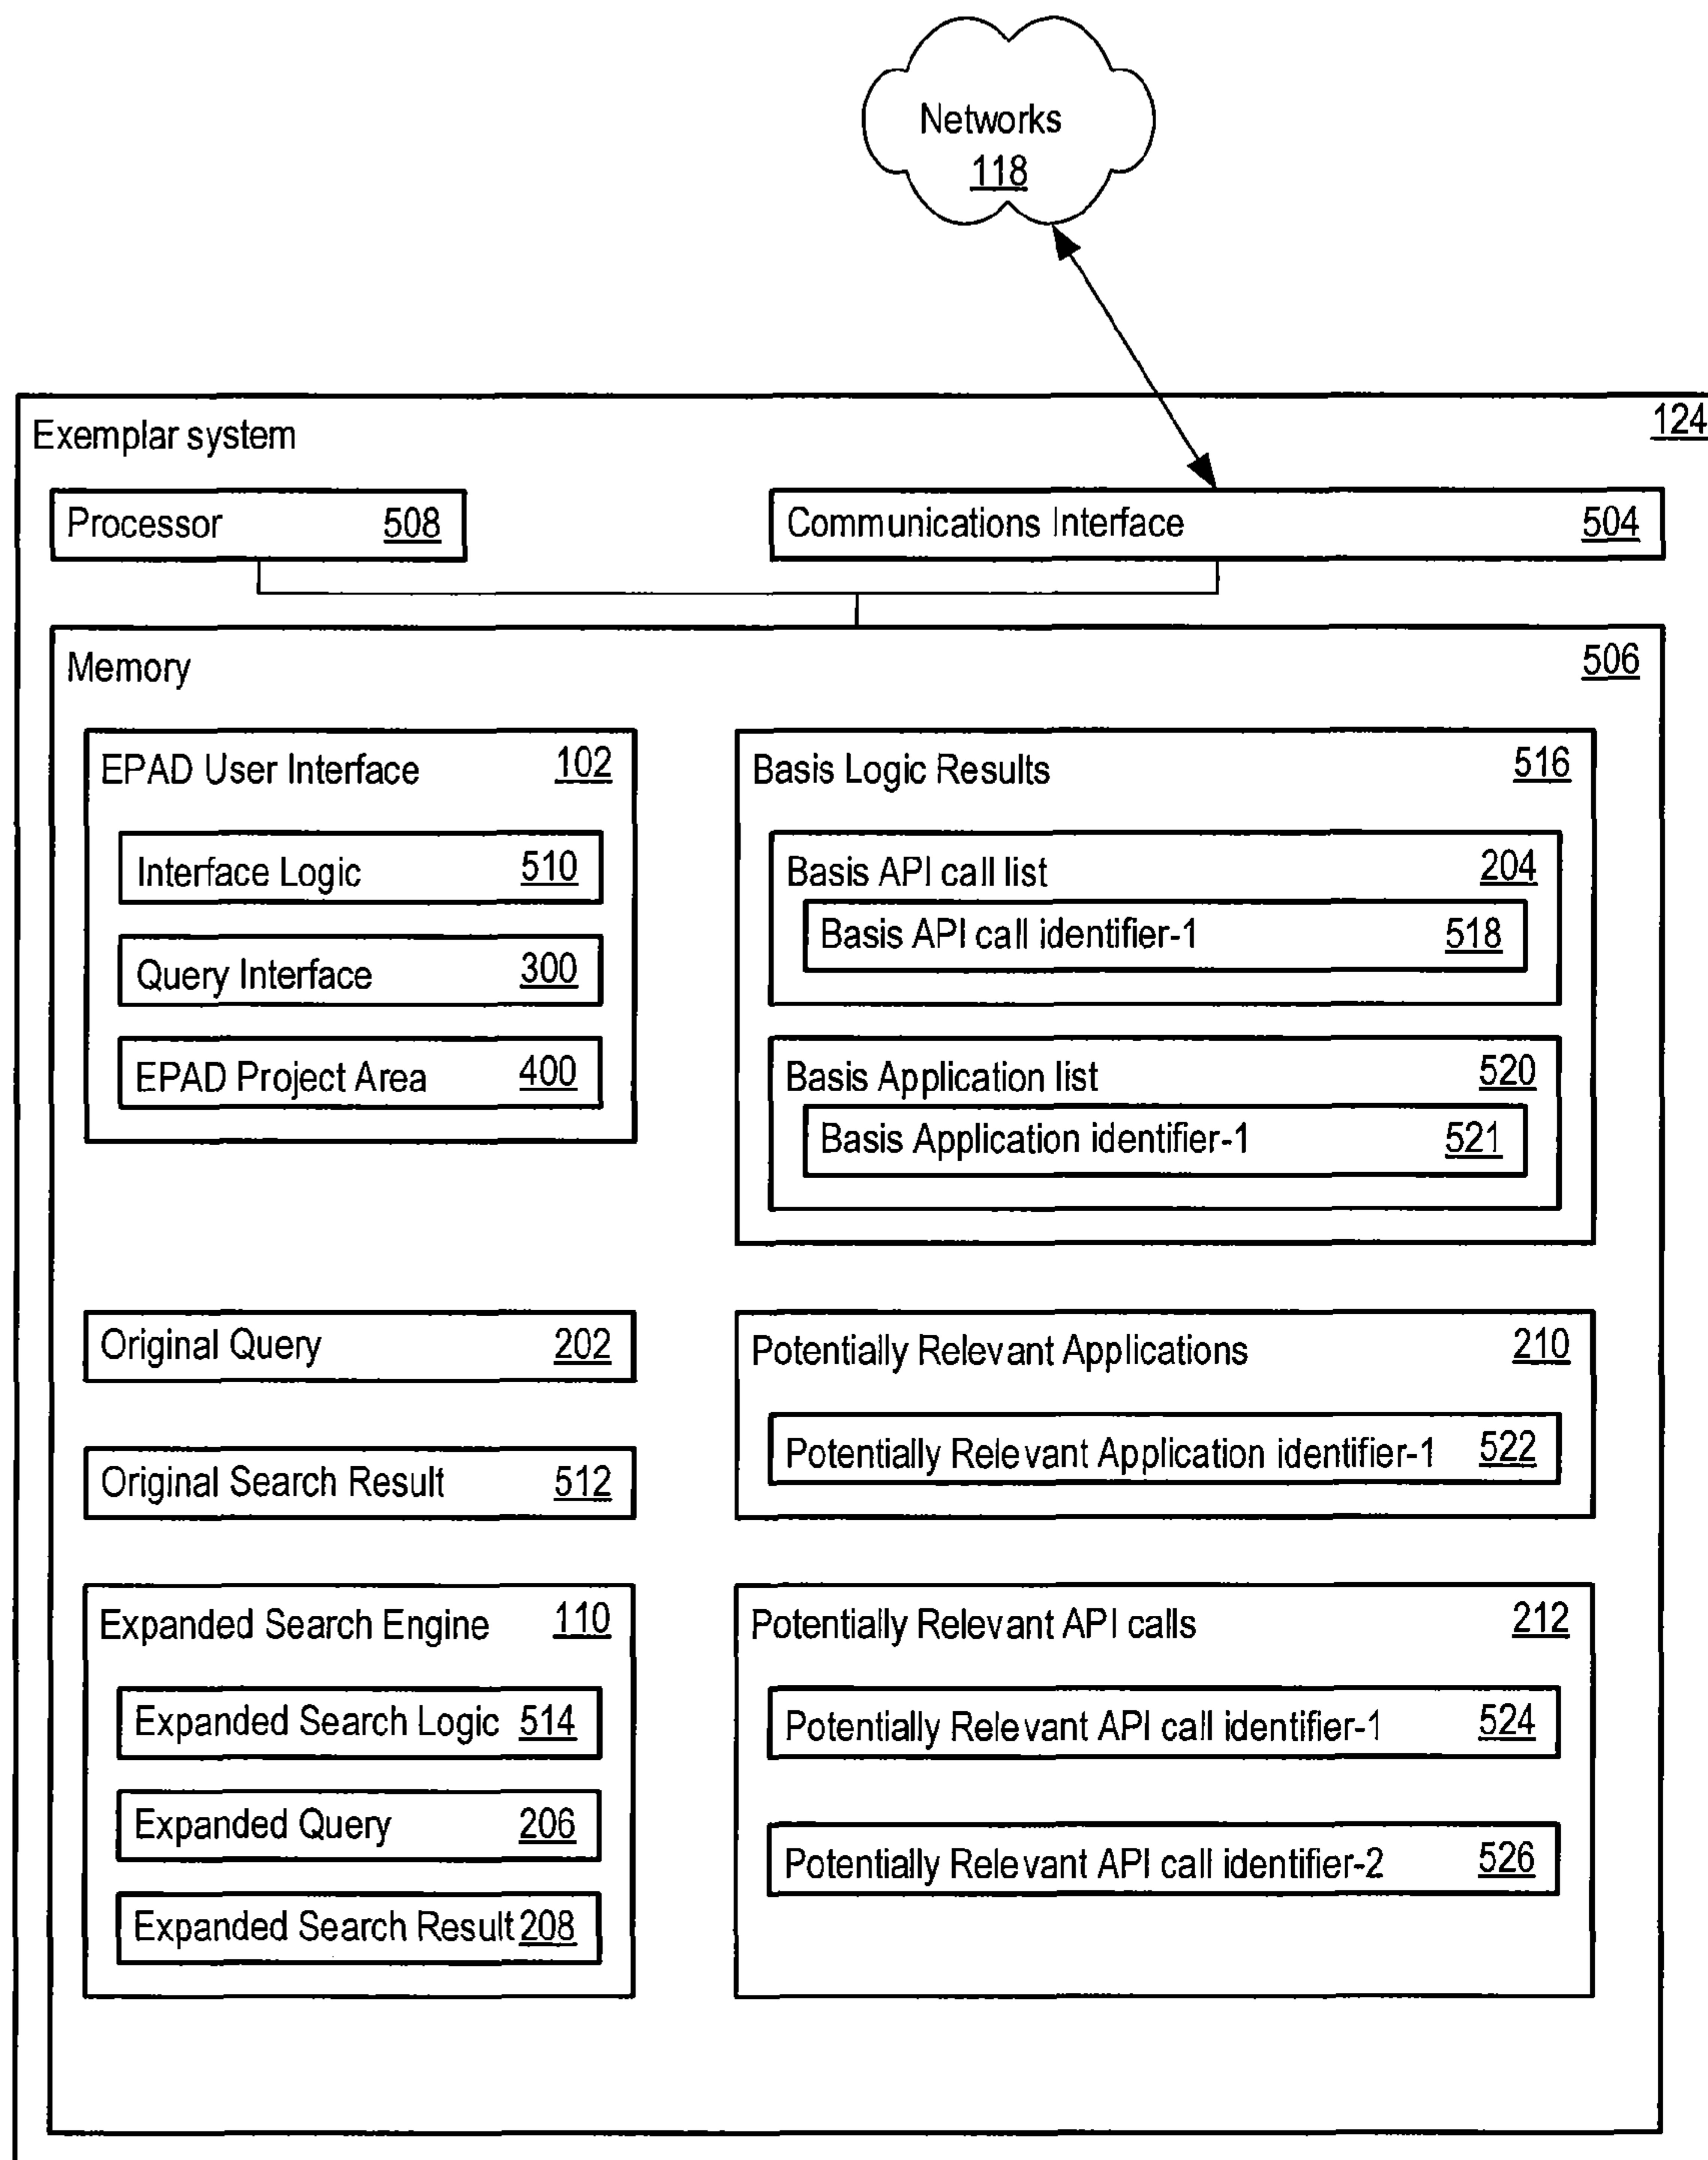 Networks
118
Exemplar system 124
Processor 508
Communications Interface 504
Memory 506
EPAD User Interface 102
Interface Logic 510
Query Interface 300
EPAD Project Area 400
Basis Logic Results 516
Basis API call list 204
Basis API call identifier-1 518
Basis Application list 520
Basis Application identifier-1 521
Original Query 202
Original Search Result 512
Potentially Relevant Applications 210
Potentially Relevant Application identifier-1 522
Expanded Search Engine 110
Expanded Search Logic 514
Expanded Query 206
Expanded Search Result 208
Potentially Relevant API calls 212
Potentially Relevant API call identifier-1 524
Potentially Relevant API call identifier-2 526